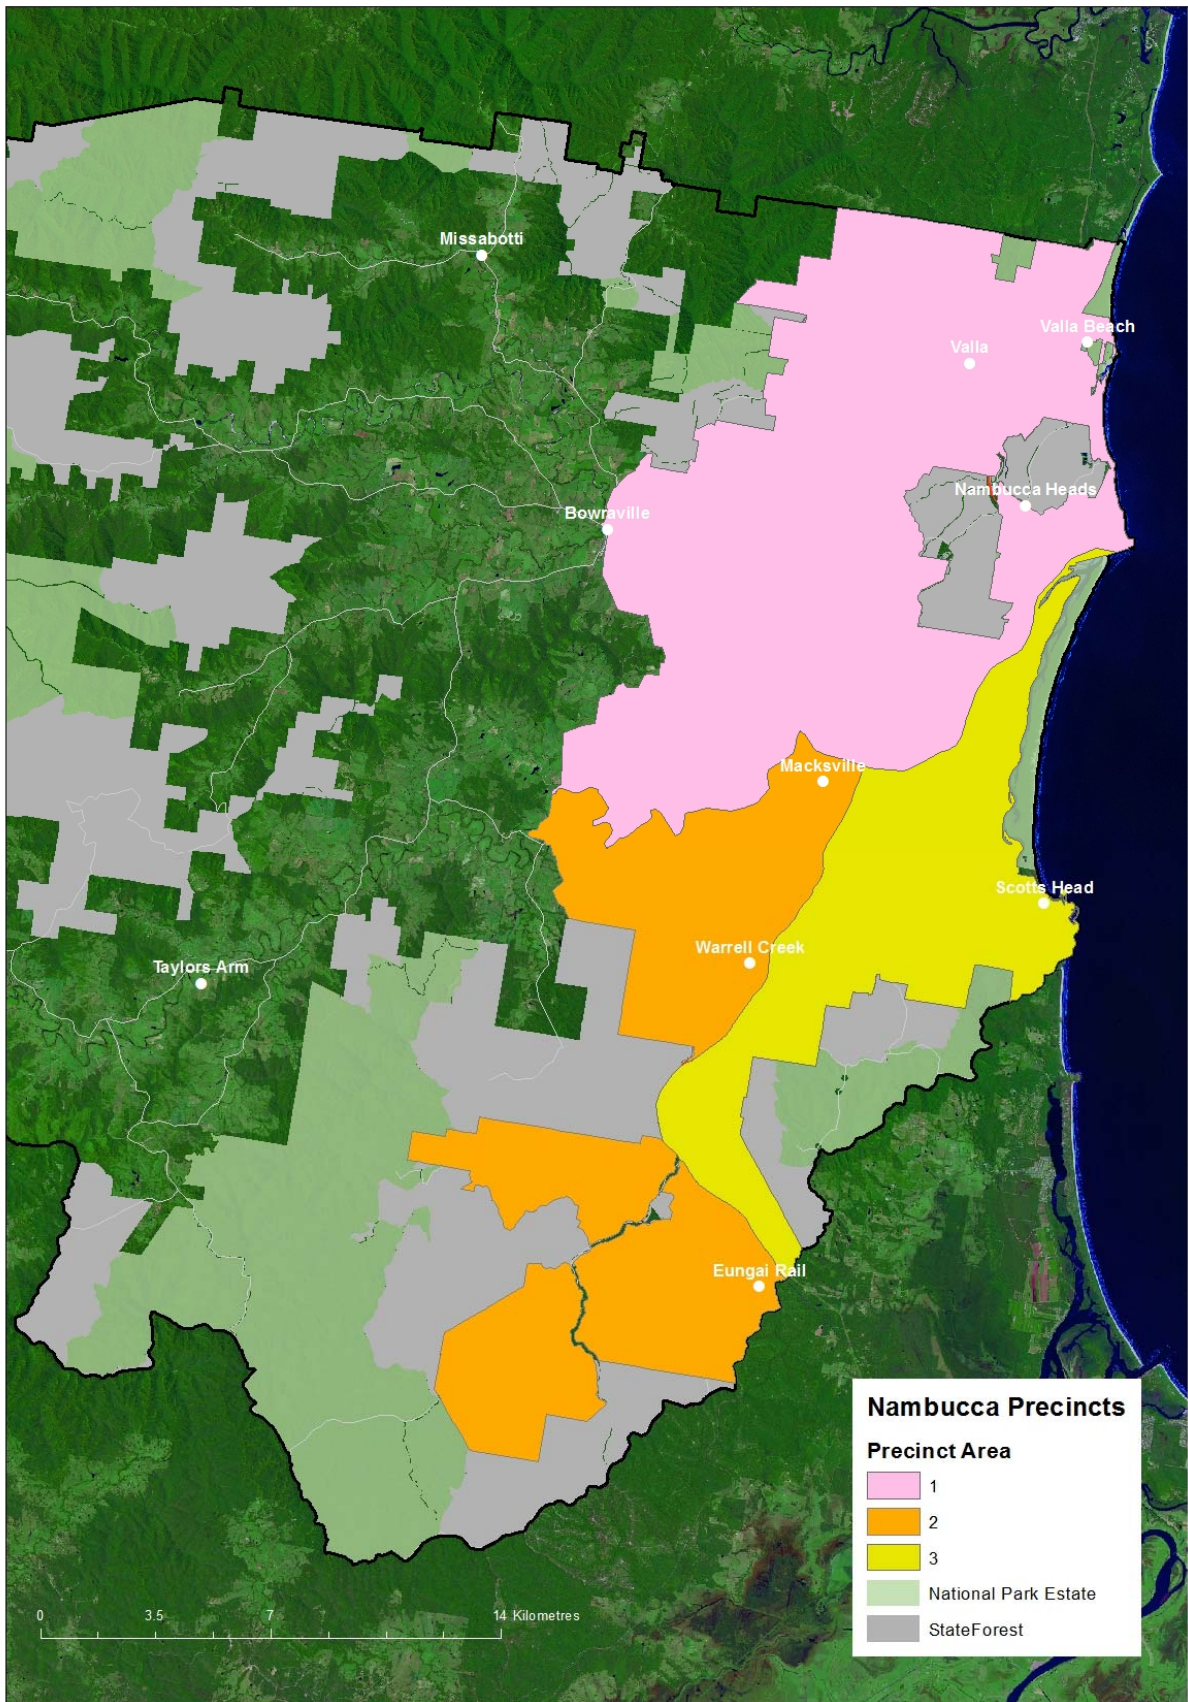 Missabotti
Valla Beach
Valla
Nambucca Heads
Bowraville
Macksville
Scotts Head
Warrell Creek
Taylors Arm
Eungai Rail
Nambucca Precincts
Precinct Area
1
2
3
National Park Estate
StateForest
0 3.5 7 14 Kilometres